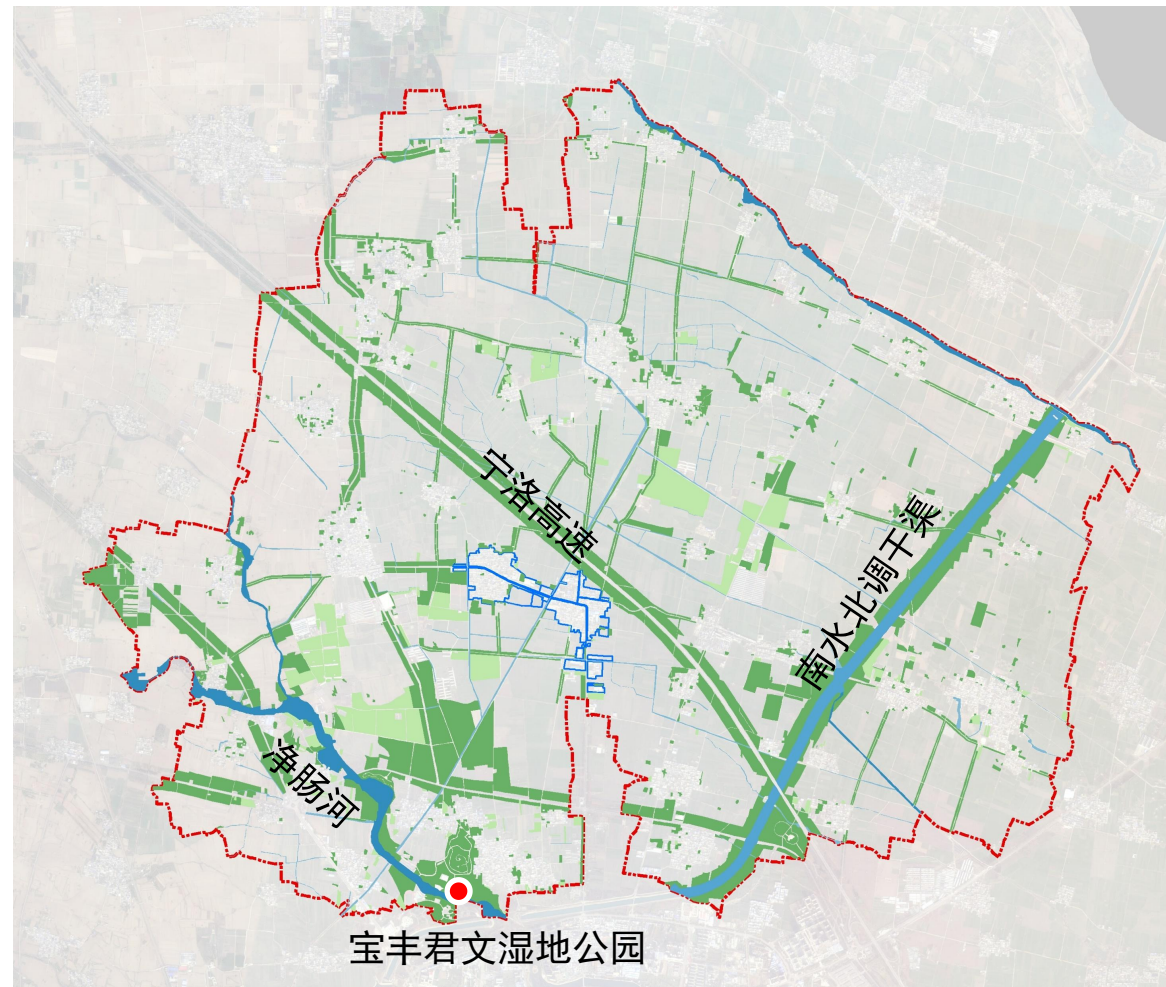 宁洛高速
南水北调干渠
净肠河
宝丰君文湿地公园